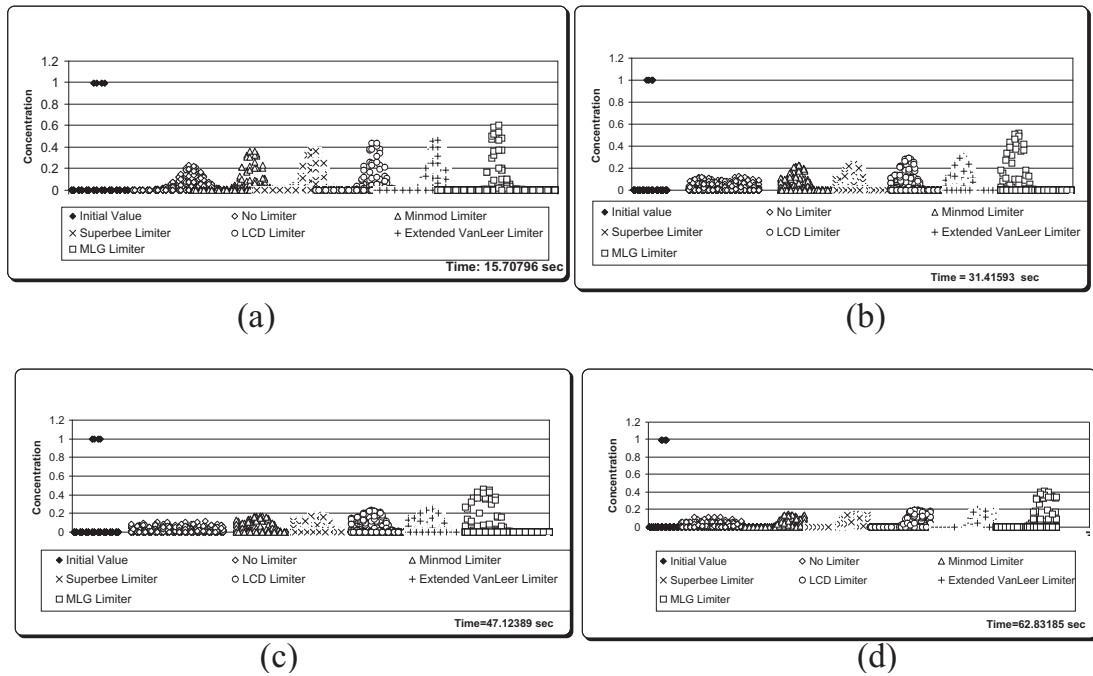 1.2
1
0.8
0.6
0.4
0.2
0
Concentration
Initial Value No Limiter Minmod Limiter
Superbee Limiter LCD Limiter Extended VanLeer Limiter
MLG Limiter
Time: 15.70796 sec
(a)
1.2
1
0.8
0.6
0.4
0.2
0
Concentration
Initial value No Limiter Minmod Limiter
Superbee Limiter LCD Limiter Extended VanLeer Limiter
MLG Limiter
Time = 31.41593 sec
(b)
1.2
1
0.8
0.6
0.4
0.2
0
Concentration
Initial Value No Limiter Minmod Limiter
Superbee Limiter LCD Limiter Extended VanLeer Limiter
MLG Limiter
Time=47.12389 sec
(c)
1.2
1
0.8
0.6
0.4
0.2
0
Concentration
Initial Value No Limiter Minmod Limiter
Superbee Limiter LCD Limiter Extended VanLeer Limiter
MLG Limiter
Time=62.83185 sec
(d)